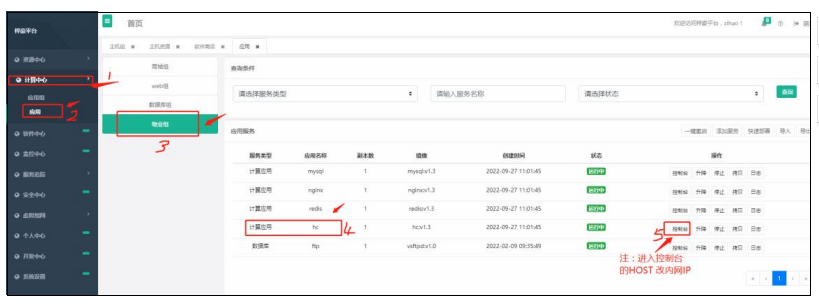 梓宙平台
首页
欢迎访问梓宙平台，zthao！
主机组 × 主机资源 × 软件商店 × 应用 ×
资源中心
计算中心
1
应用组
应用
2
软件中心
监控中心
服务追踪
安全中心
虚拟组网
个人中心
开发中心
系统设置
商城组
web组
数据库组
物业组
3
查询条件
请选择服务类型
请输入服务名称
请选择状态
查询
应用服务
一键重启 添加服务 快速部署 导入 导出
服务类型 应用名称 副本数 镜像 创建时间 状态 操作
计算应用 mysql 1 mysql:v1.3 2022-09-27 11:01:45 运行中 控制台 升降 停止 拷贝 日志
计算应用 nginx 1 nginx:v1.3 2022-09-27 11:01:45 运行中 控制台 升降 停止 拷贝 日志
计算应用 redis 1 redis:v1.3 2022-09-27 11:01:45 运行中 控制台 升降 停止 拷贝 日志
计算应用 hc 1 hc:v1.3 2022-09-27 11:01:45 运行中 控制台 升降 停止 拷贝 日志
4
5
数据库 ftp 1 vsftpd:v1.0 2022-02-09 09:35:49 运行中 控制台 升降 停止 拷贝 日志
注：进入控制台
的HOST 改内网IP
« ‹ 1 › »